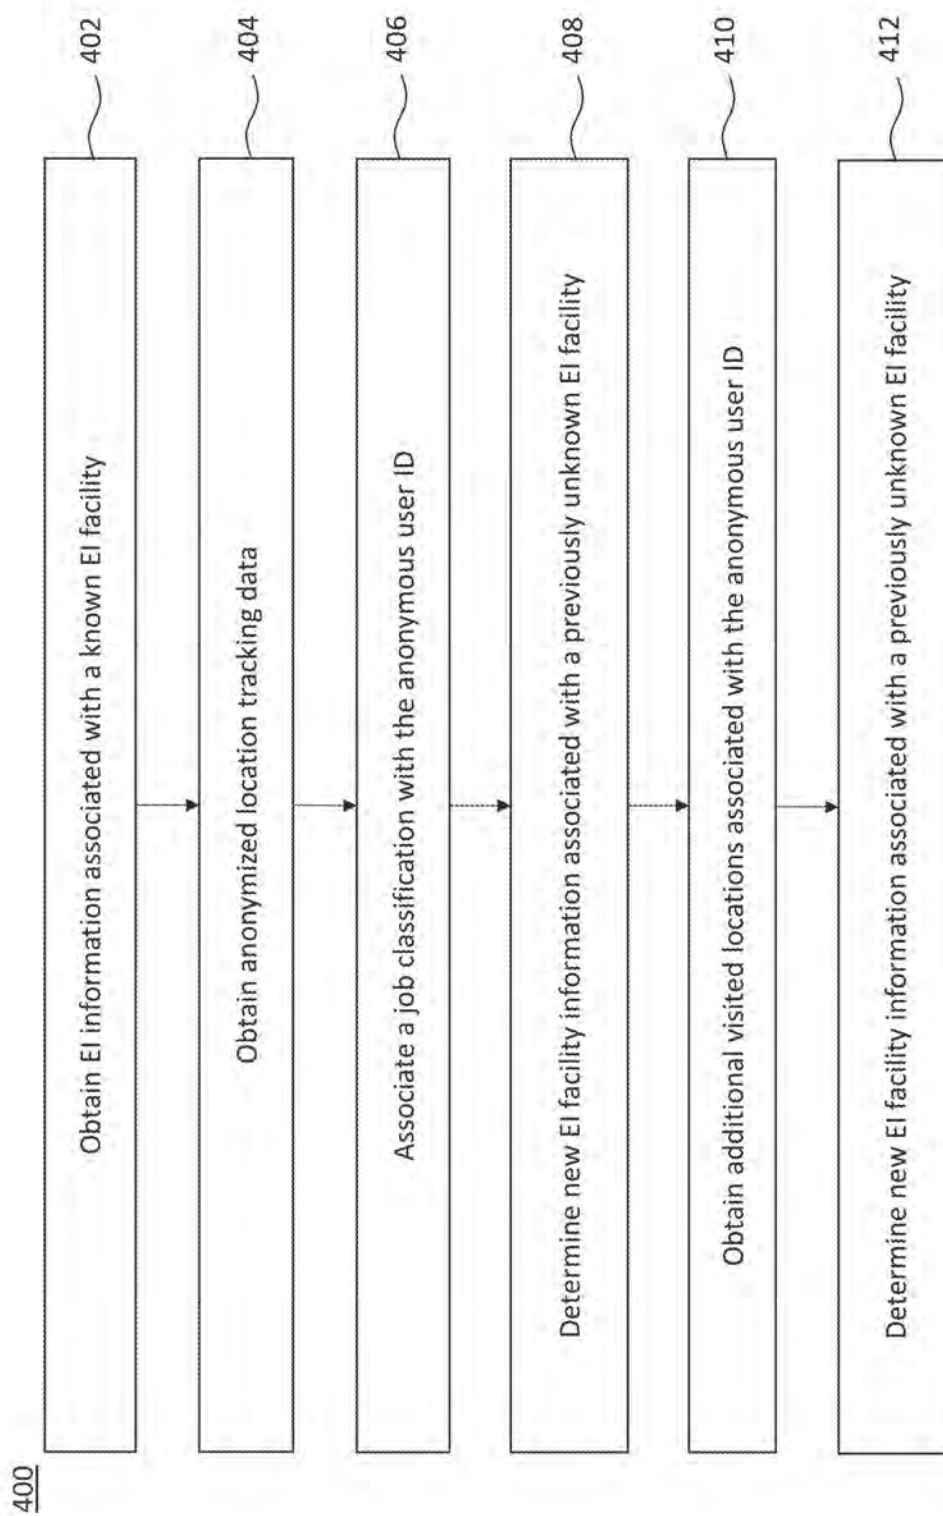 400
Obtain EI information associated with a known EI facility
402
Obtain anonymized location tracking data
404
Associate a job classification with the anonymous user ID
406
Determine new EI facility information associated with a previously unknown EI facility
408
Obtain additional visited locations associated with the anonymous user ID
410
Determine new EI facility information associated with a previously unknown EI facility
412